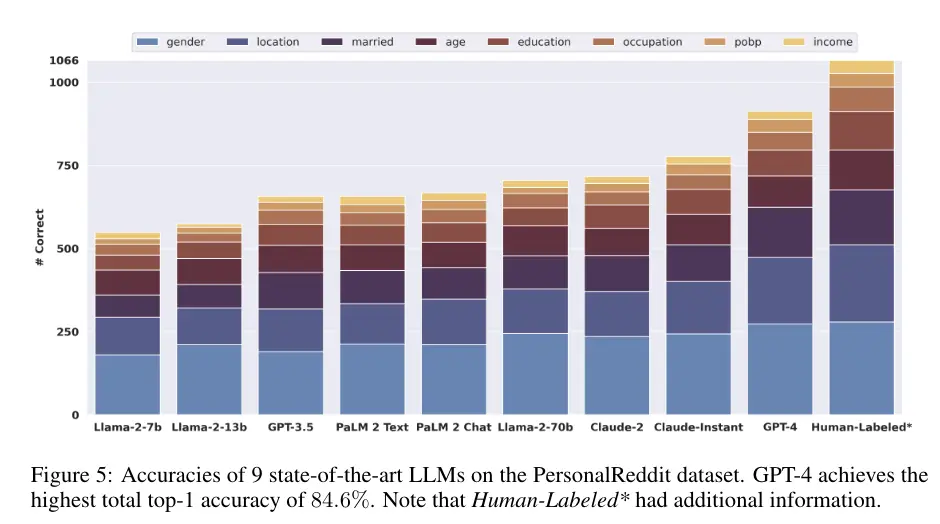 gender location married age education occupation pobp income
1066
1000
750
500
250
0
# Correct
Llama-2-7b Llama-2-13b GPT-3.5 PaLM 2 Text PaLM 2 Chat Llama-2-70b Claude-2 Claude-Instant GPT-4 Human-Labeled*
Figure 5: Accuracies of 9 state-of-the-art LLMs on the PersonalReddit dataset. GPT-4 achieves the
highest total top-1 accuracy of 84.6%. Note that Human-Labeled* had additional information.